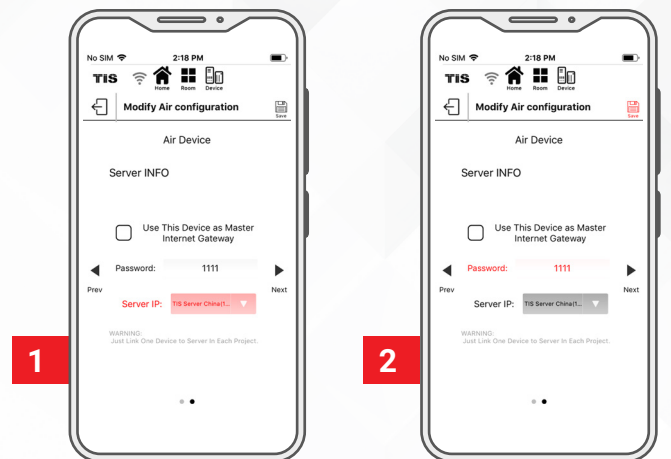 No SIM 2:18 PM
TiS Home Room Device
Modify Air configuration Save
Air Device
Server INFO
Use This Device as Master
Internet Gateway
Password: 1111
Prev Next
Server IP: TIS Server China(1...
WARNING:
Just Link One Device to Server In Each Project.
1
No SIM 2:18 PM
TiS Home Room Device
Modify Air configuration Save
Air Device
Server INFO
Use This Device as Master
Internet Gateway
Password: 1111
Prev Next
Server IP: TIS Server China(1...
WARNING:
Just Link One Device to Server In Each Project.
2